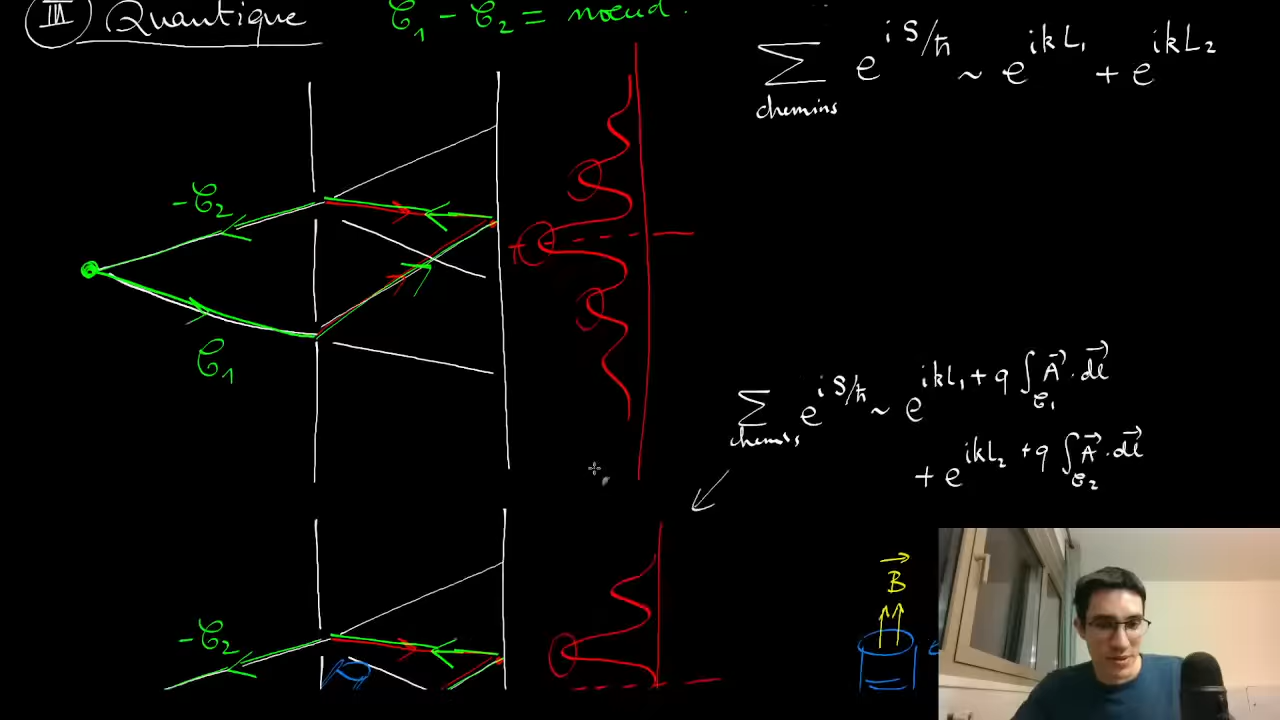 III Quantique
𝒞₁ - 𝒞₂ = noeud.
∑ e^{iS/ħ} ~ e^{ikL₁} + e^{ikL₂}
chemins
-𝒞₂
𝒞₁
∑ e^{iS/ħ} ~ e^{ikL₁ + q ∫_{𝒞₁} A⃗·dl⃗}
chemins
+ e^{ikL₂ + q ∫_{𝒞₂} A⃗·dl⃗}
B⃗
-𝒞₂